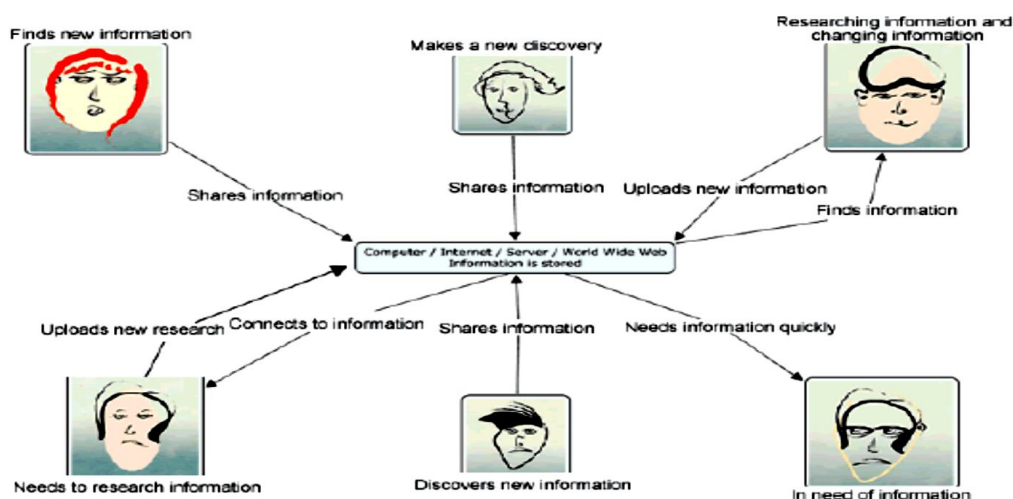 Finds new information
Makes a new discovery
Researching information and
changing information
Shares information
Shares information
Uploads new information
Finds information
Computer / Internet / Server / World Wide Web
Information is stored
Uploads new research
Connects to information
Shares information
Needs information quickly
Needs to research information
Discovers new information
In need of information